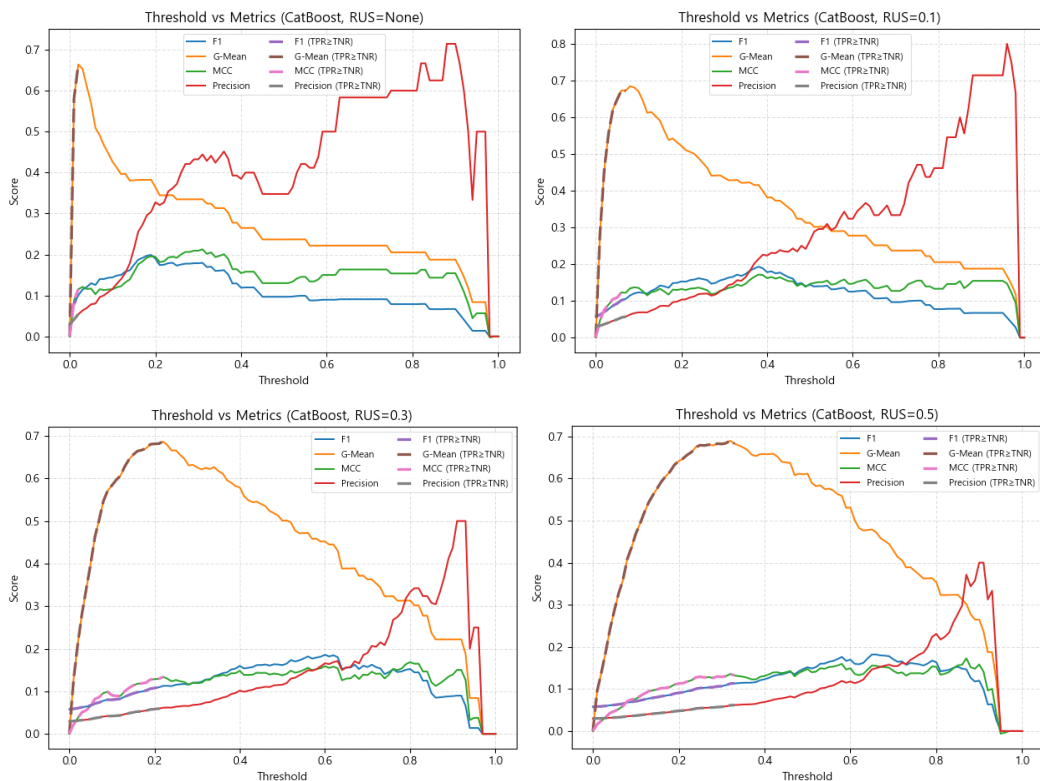 Threshold vs Metrics (CatBoost, RUS=None)
F1
G-Mean
MCC
Precision
F1 (TPR≥TNR)
G-Mean (TPR≥TNR)
MCC (TPR≥TNR)
Precision (TPR≥TNR)
Score
0.7
0.6
0.5
0.4
0.3
0.2
0.1
0.0
0.0 0.2 0.4 0.6 0.8 1.0
Threshold
Threshold vs Metrics (CatBoost, RUS=0.1)
F1
G-Mean
MCC
Precision
F1 (TPR≥TNR)
G-Mean (TPR≥TNR)
MCC (TPR≥TNR)
Precision (TPR≥TNR)
Score
0.8
0.7
0.6
0.5
0.4
0.3
0.2
0.1
0.0
0.0 0.2 0.4 0.6 0.8 1.0
Threshold
Threshold vs Metrics (CatBoost, RUS=0.3)
F1
G-Mean
MCC
Precision
F1 (TPR≥TNR)
G-Mean (TPR≥TNR)
MCC (TPR≥TNR)
Precision (TPR≥TNR)
Score
0.7
0.6
0.5
0.4
0.3
0.2
0.1
0.0
0.0 0.2 0.4 0.6 0.8 1.0
Threshold
Threshold vs Metrics (CatBoost, RUS=0.5)
F1
G-Mean
MCC
Precision
F1 (TPR≥TNR)
G-Mean (TPR≥TNR)
MCC (TPR≥TNR)
Precision (TPR≥TNR)
Score
0.7
0.6
0.5
0.4
0.3
0.2
0.1
0.0
0.0 0.2 0.4 0.6 0.8 1.0
Threshold